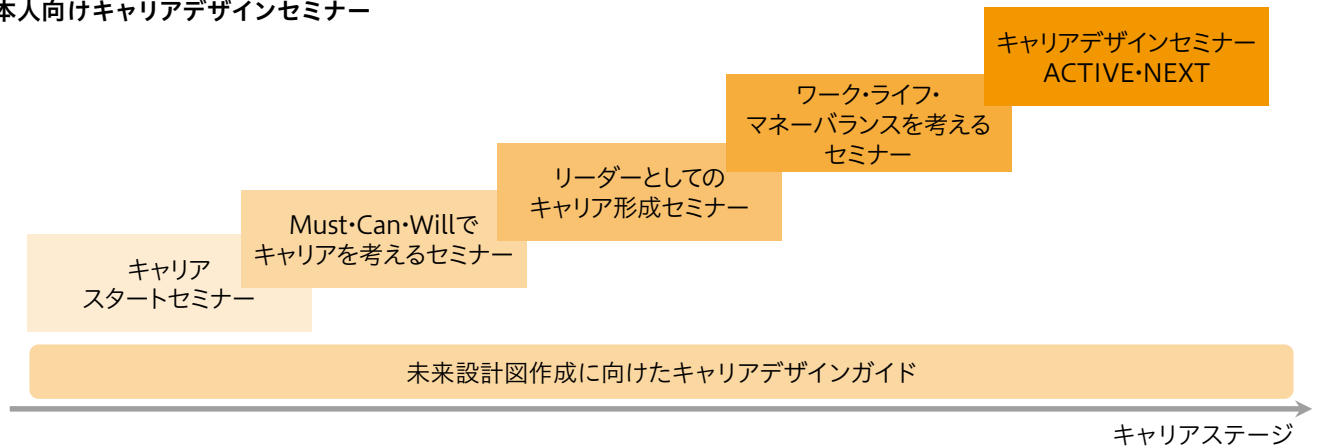 本人向けキャリアデザインセミナー
キャリアデザインセミナー
ACTIVE・NEXT
ワーク・ライフ・
マネーバランスを考える
セミナー
リーダーとしての
キャリア形成セミナー
Must・Can・Willで
キャリアを考えるセミナー
キャリア
スタートセミナー
未来設計図作成に向けたキャリアデザインガイド
キャリアステージ